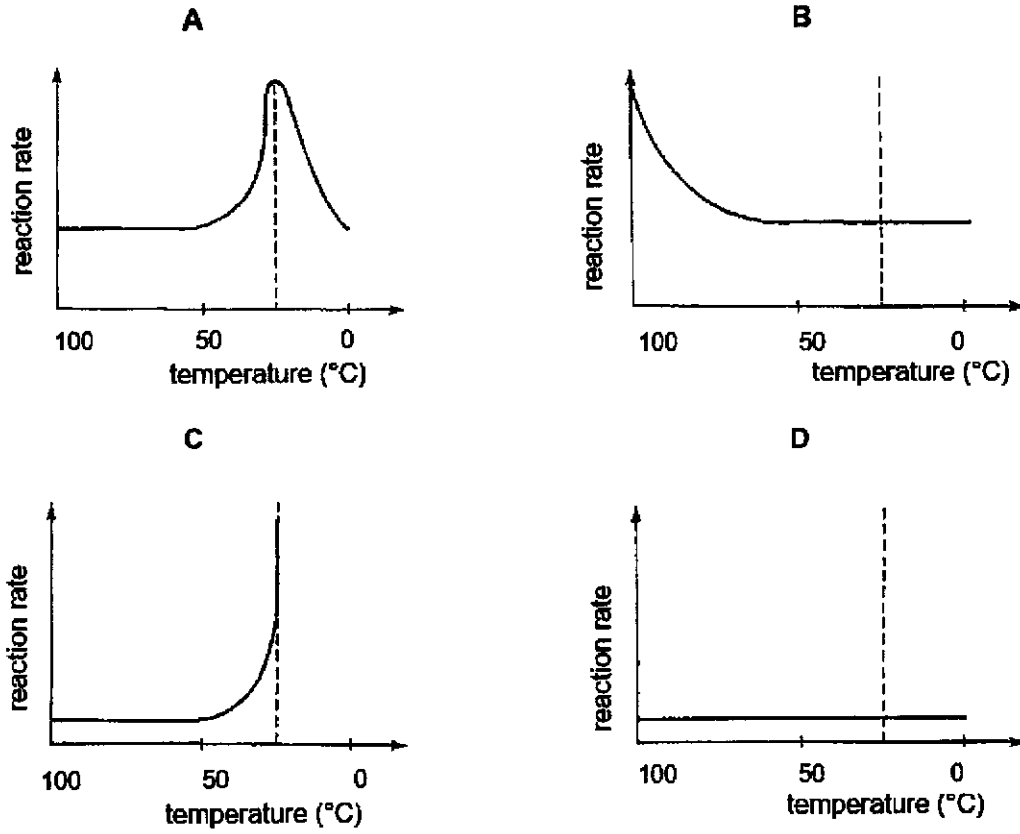 A
B
reaction rate
reaction rate
100 50 0
100 50 0
temperature (°C)
temperature (°C)
C
D
reaction rate
reaction rate
100 50 0
100 50 0
temperature (°C)
temperature (°C)